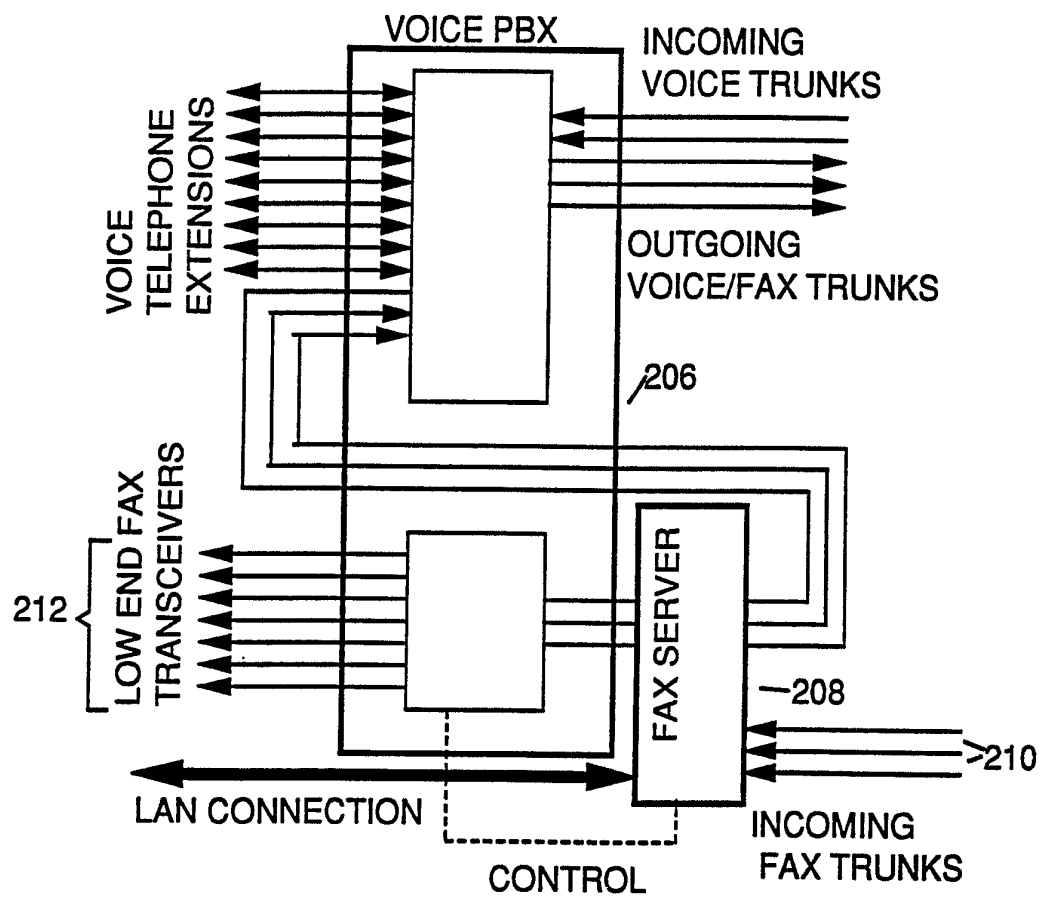 VOICE PBX
INCOMING
VOICE TRUNKS
VOICE
TELEPHONE
EXTENSIONS
OUTGOING
VOICE/FAX TRUNKS
206
LOW END FAX
TRANSCEIVERS
212
FAX SERVER
208
210
LAN CONNECTION
INCOMING
FAX TRUNKS
CONTROL